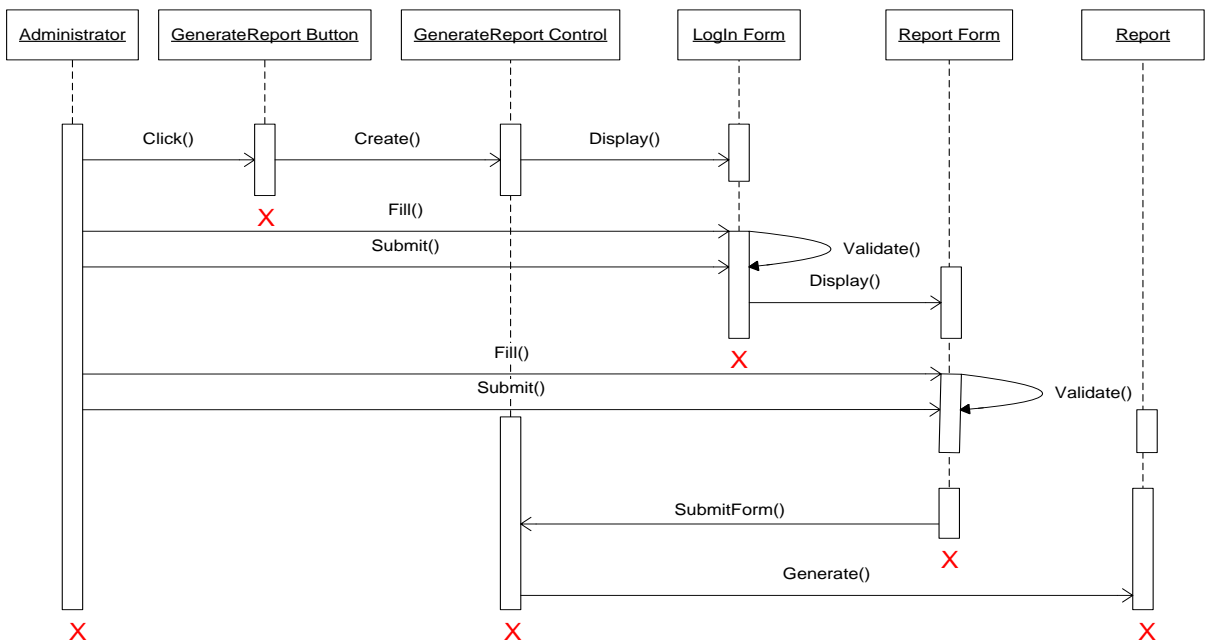 Administrator
GenerateReport Button
GenerateReport Control
LogIn Form
Report Form
Report
Click()
Create()
Display()
X
Fill()
Submit()
Validate()
Display()
X
Fill()
Submit()
Validate()
SubmitForm()
X
Generate()
X
X
X